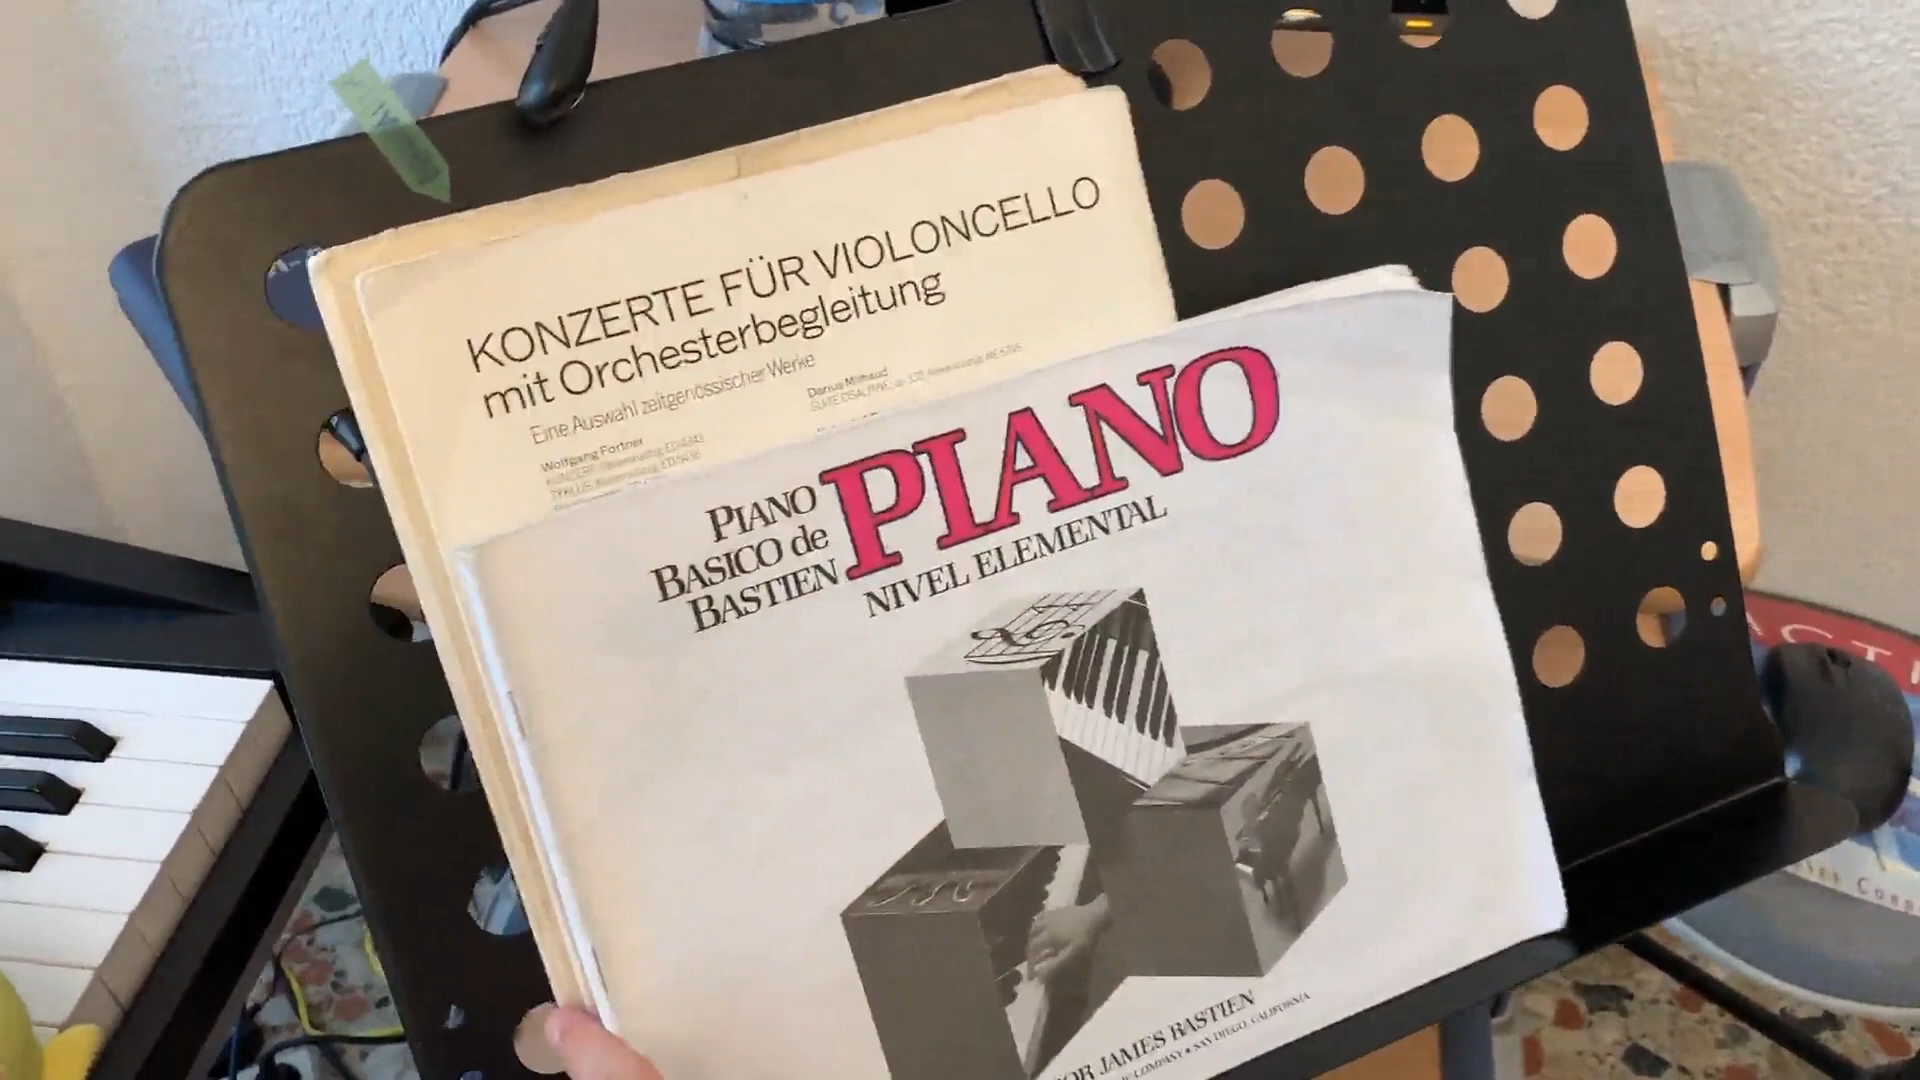 KONZERTE FÜR VIOLONCELLO
mit Orchesterbegleitung
Eine Auswahl zeitgenössischer Werke
Darius Milhaud
Wolfgang Fortner
PIANO
BASICO de
BASTIEN
PIANO
NIVEL ELEMENTAL
JAMES BASTIEN
COMPANY • SAN DIEGO, CALIFORNIA